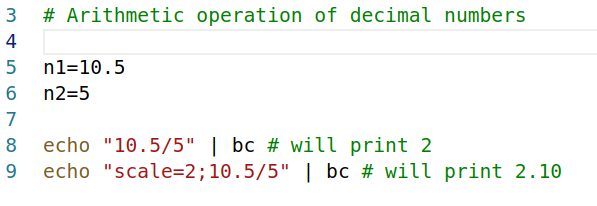 3 # Arithmetic operation of decimal numbers
4
5 n1=10.5
6 n2=5
7
8 echo "10.5/5" | bc # will print 2
9 echo "scale=2;10.5/5" | bc # will print 2.10